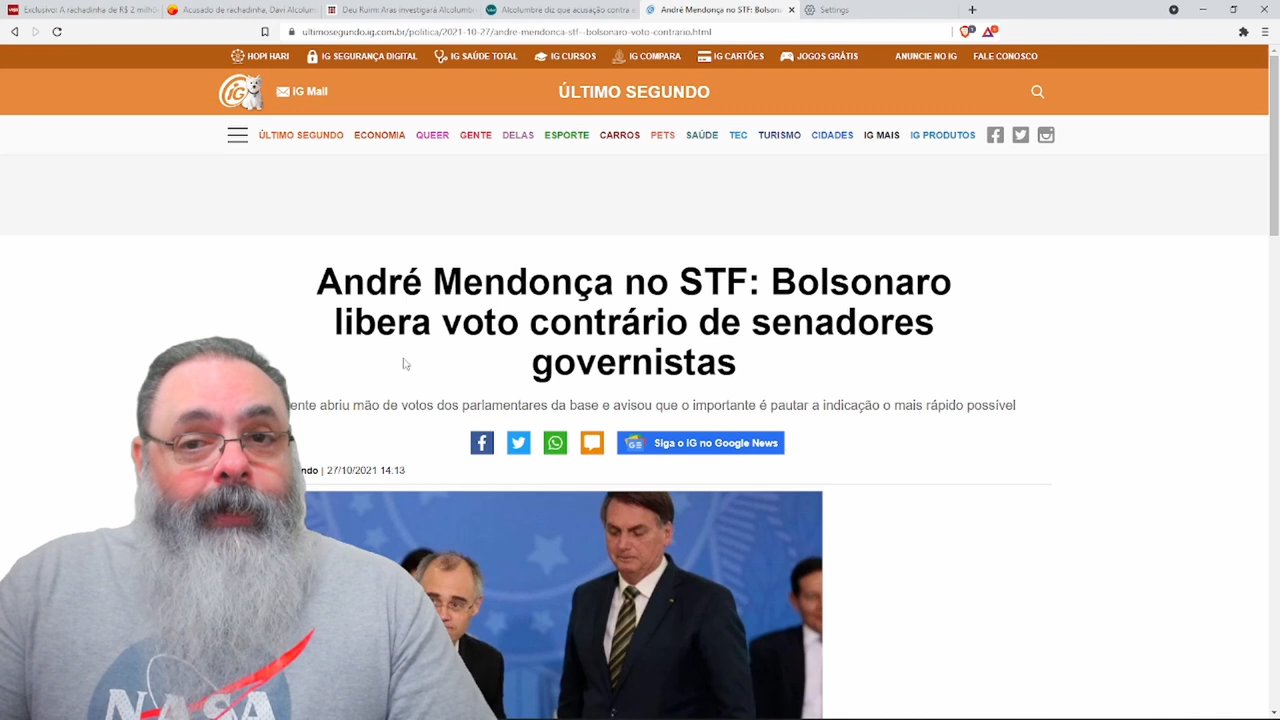 Exclusivo: A rachadinha de R$ 2 milhõ
Acusado de rachadinha, Davi Alcolum
Deu Ruim: Aras investigará Alcolumbre
Alcolumbre diz que acusação contra
André Mendonça no STF: Bolsona
Settings
ultimosegundo.ig.com.br/politica/2021-10-27/andre-mendonca-stf--bolsonaro-voto-contrario.html
HOPI HARI IG SEGURANÇA DIGITAL IG SAÚDE TOTAL IG CURSOS IG COMPARA IG CARTÕES JOGOS GRÁTIS ANUNCIE NO IG FALE CONOSCO
iG IG Mail ÚLTIMO SEGUNDO
ÚLTIMO SEGUNDO ECONOMIA QUEER GENTE DELAS ESPORTE CARROS PETS SAÚDE TEC TURISMO CIDADES IG MAIS IG PRODUTOS
André Mendonça no STF: Bolsonaro
libera voto contrário de senadores
governistas
ente abriu mão de votos dos parlamentares da base e avisou que o importante é pautar a indicação o mais rápido possível
Siga o IG no Google News
ndo | 27/10/2021 14:13
NASA